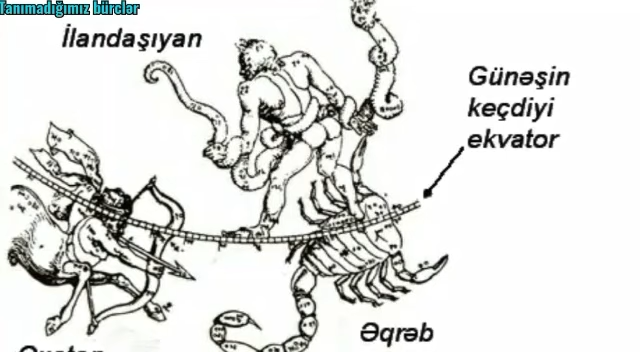 Tanımadığımız bürclər
İlandaşıyan
Günəşin
keçdiyi
ekvator
Əqrəb